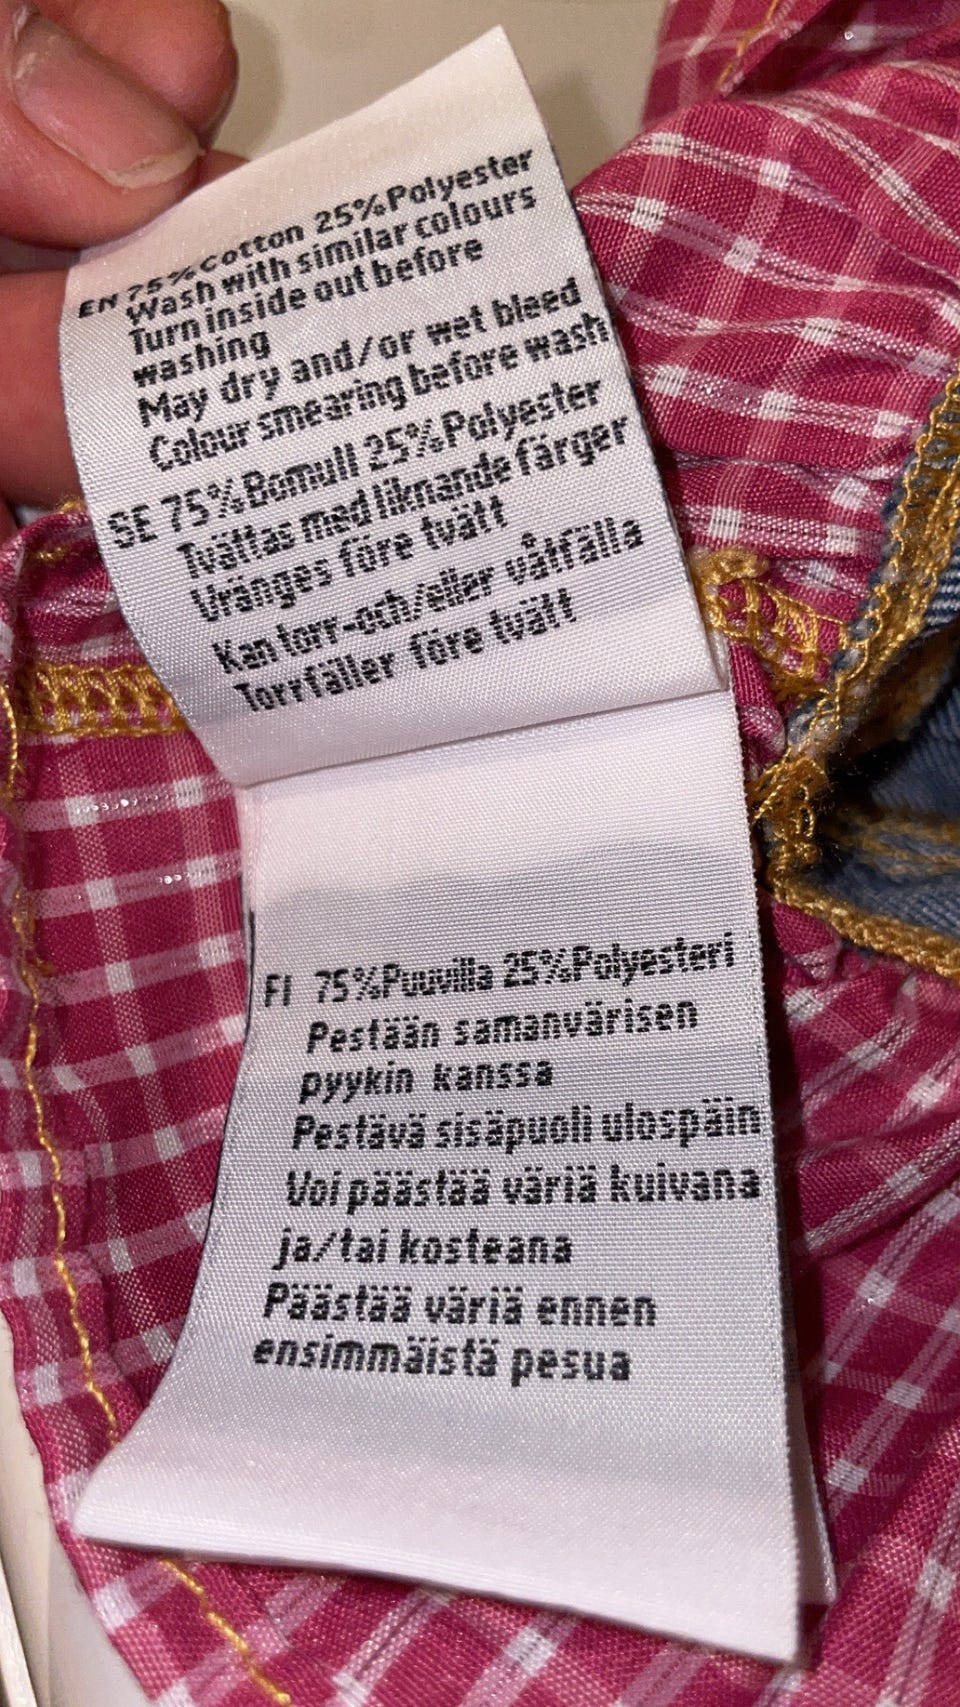 EN 75%Cotton 25%Polyester
Wash with similar colours
Turn inside out before
washing
May dry and/or wet bleed
Colour smearing before wash
SE 75%Bomull 25%Polyester
Tvättas med liknande färger
Vränges före tvätt
Kan torr-och/eller våtfälla
Torrfäller före tvätt
FI 75%Puuvilla 25%Polyesteri
Pestään samanvärisen
pyykin kanssa
Pestävä sisäpuoli ulospäin
Voi päästää väriä kuivana
ja/tai kosteana
Päästää väriä ennen
ensimmäistä pesua